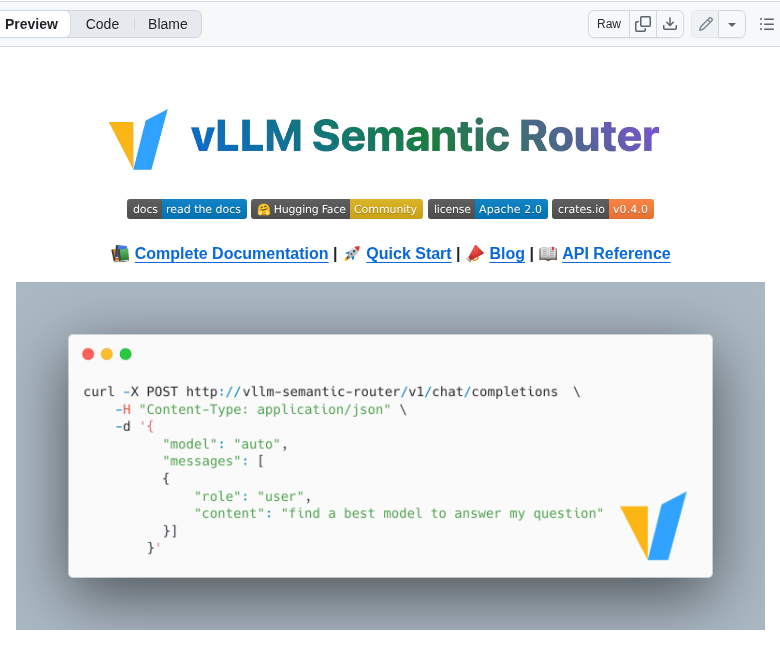 Preview Code Blame Raw
vLLM Semantic Router
docs read the docs 🤗 Hugging Face Community license Apache 2.0 crates.io v0.4.0
📚 Complete Documentation | 🚀 Quick Start | 📣 Blog | 📖 API Reference
curl -X POST http://vllm-semantic-router/v1/chat/completions \
-H "Content-Type: application/json" \
-d '{
"model": "auto",
"messages": [
{
"role": "user",
"content": "find a best model to answer my question"
}]
}'